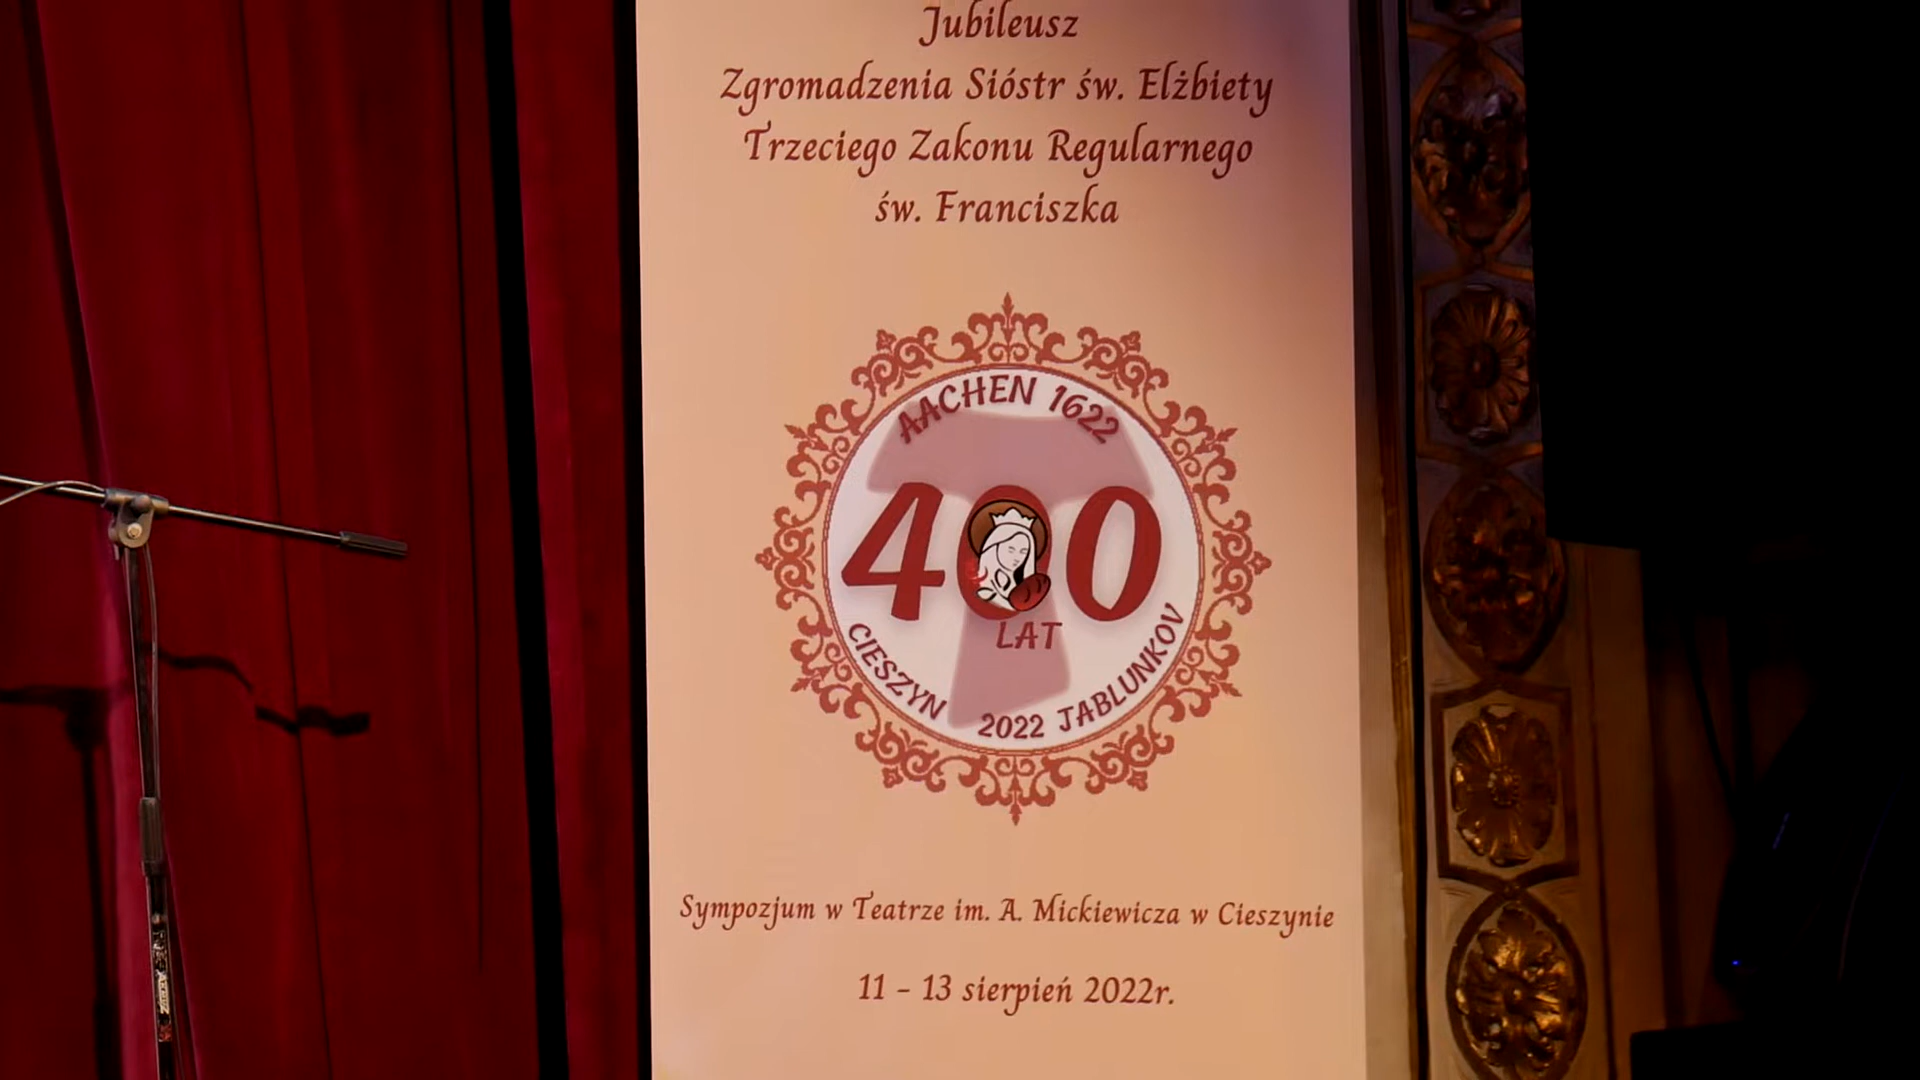 Jubileusz
Zgromadzenia Sióstr św. Elżbiety
Trzeciego Zakonu Regularnego
św. Franciszka
AACHEN 1622
400
LAT
CIESZYN 2022 JABLUNKOV
Sympozjum w Teatrze im. A. Mickiewicza w Cieszynie
11 - 13 sierpień 2022r.